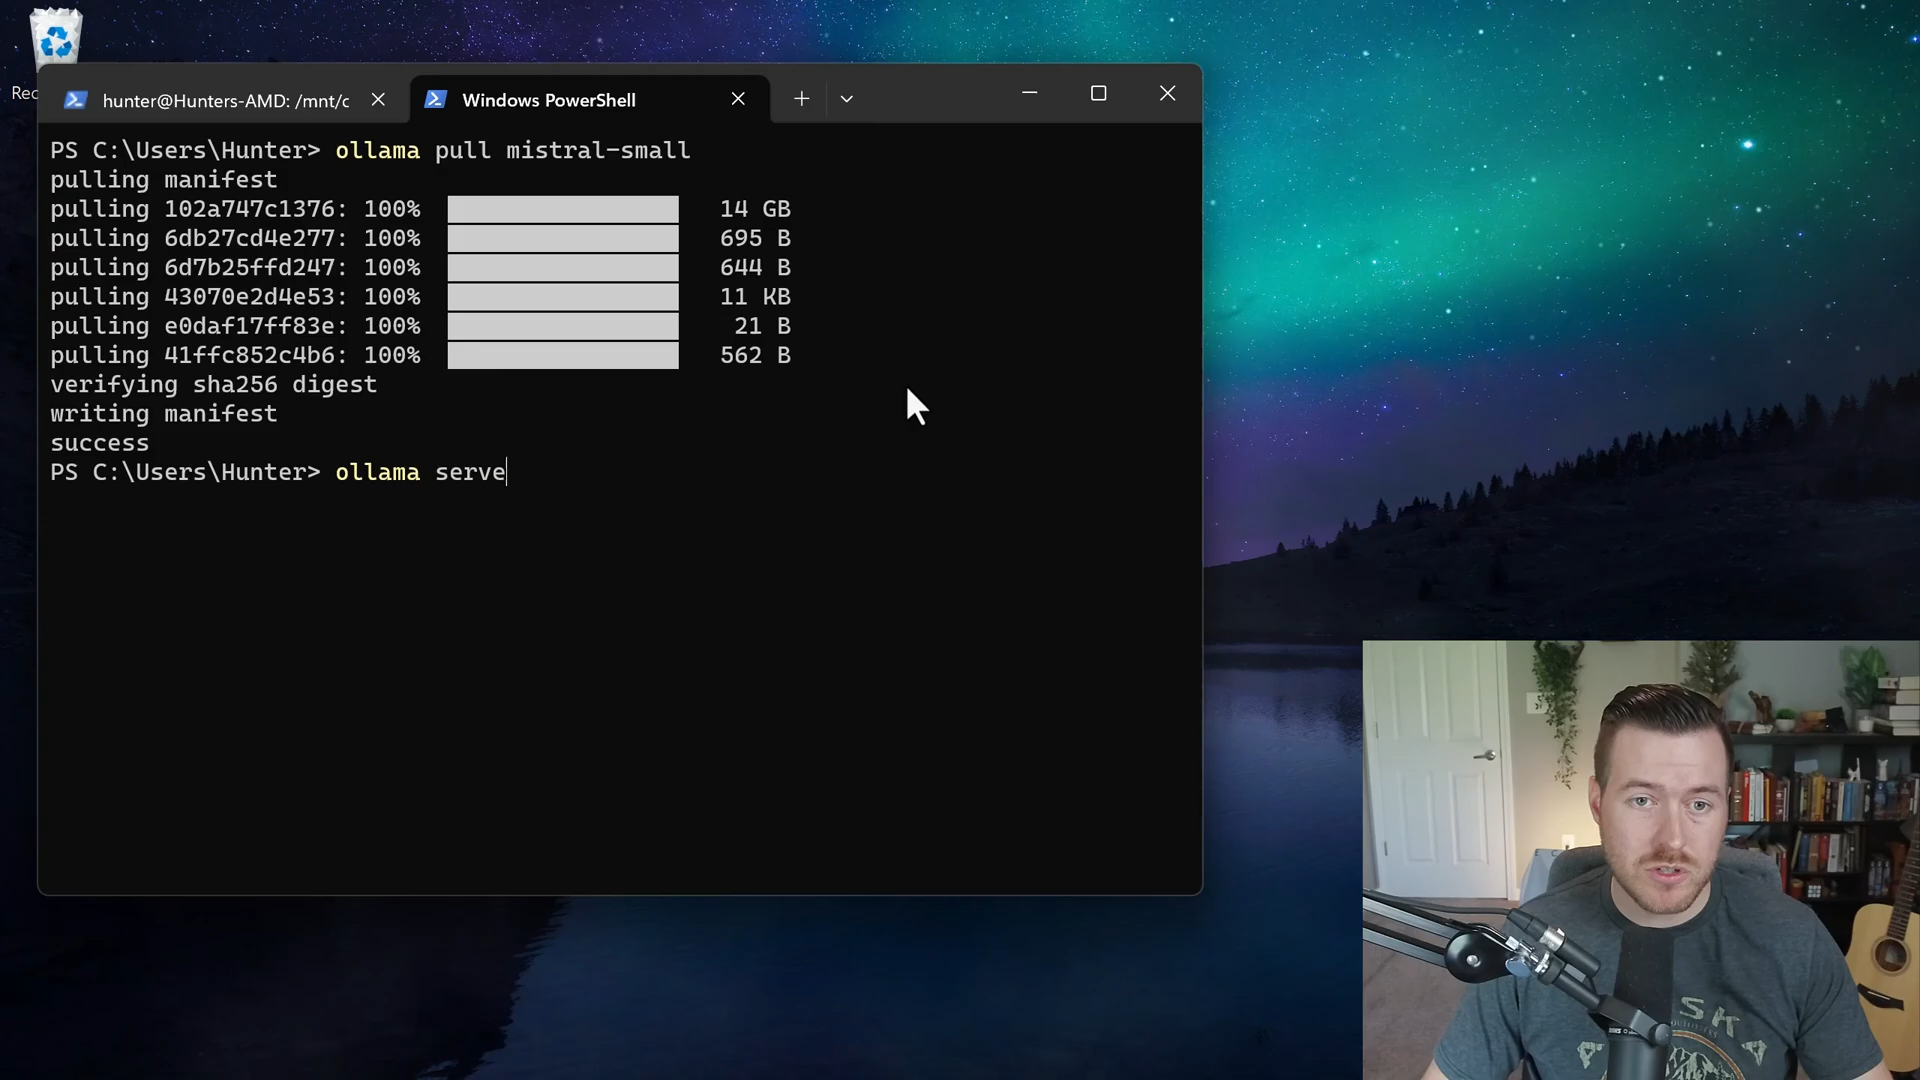 Rec
hunter@Hunters-AMD: /mnt/c
Windows PowerShell
PS C:\Users\Hunter> ollama pull mistral-small
pulling manifest
pulling 102a747c1376: 100% 14 GB
pulling 6db27cd4e277: 100% 695 B
pulling 6d7b25ffd247: 100% 644 B
pulling 43070e2d4e53: 100% 11 KB
pulling e0daf17ff83e: 100% 21 B
pulling 41ffc852c4b6: 100% 562 B
verifying sha256 digest
writing manifest
success
PS C:\Users\Hunter> ollama serve